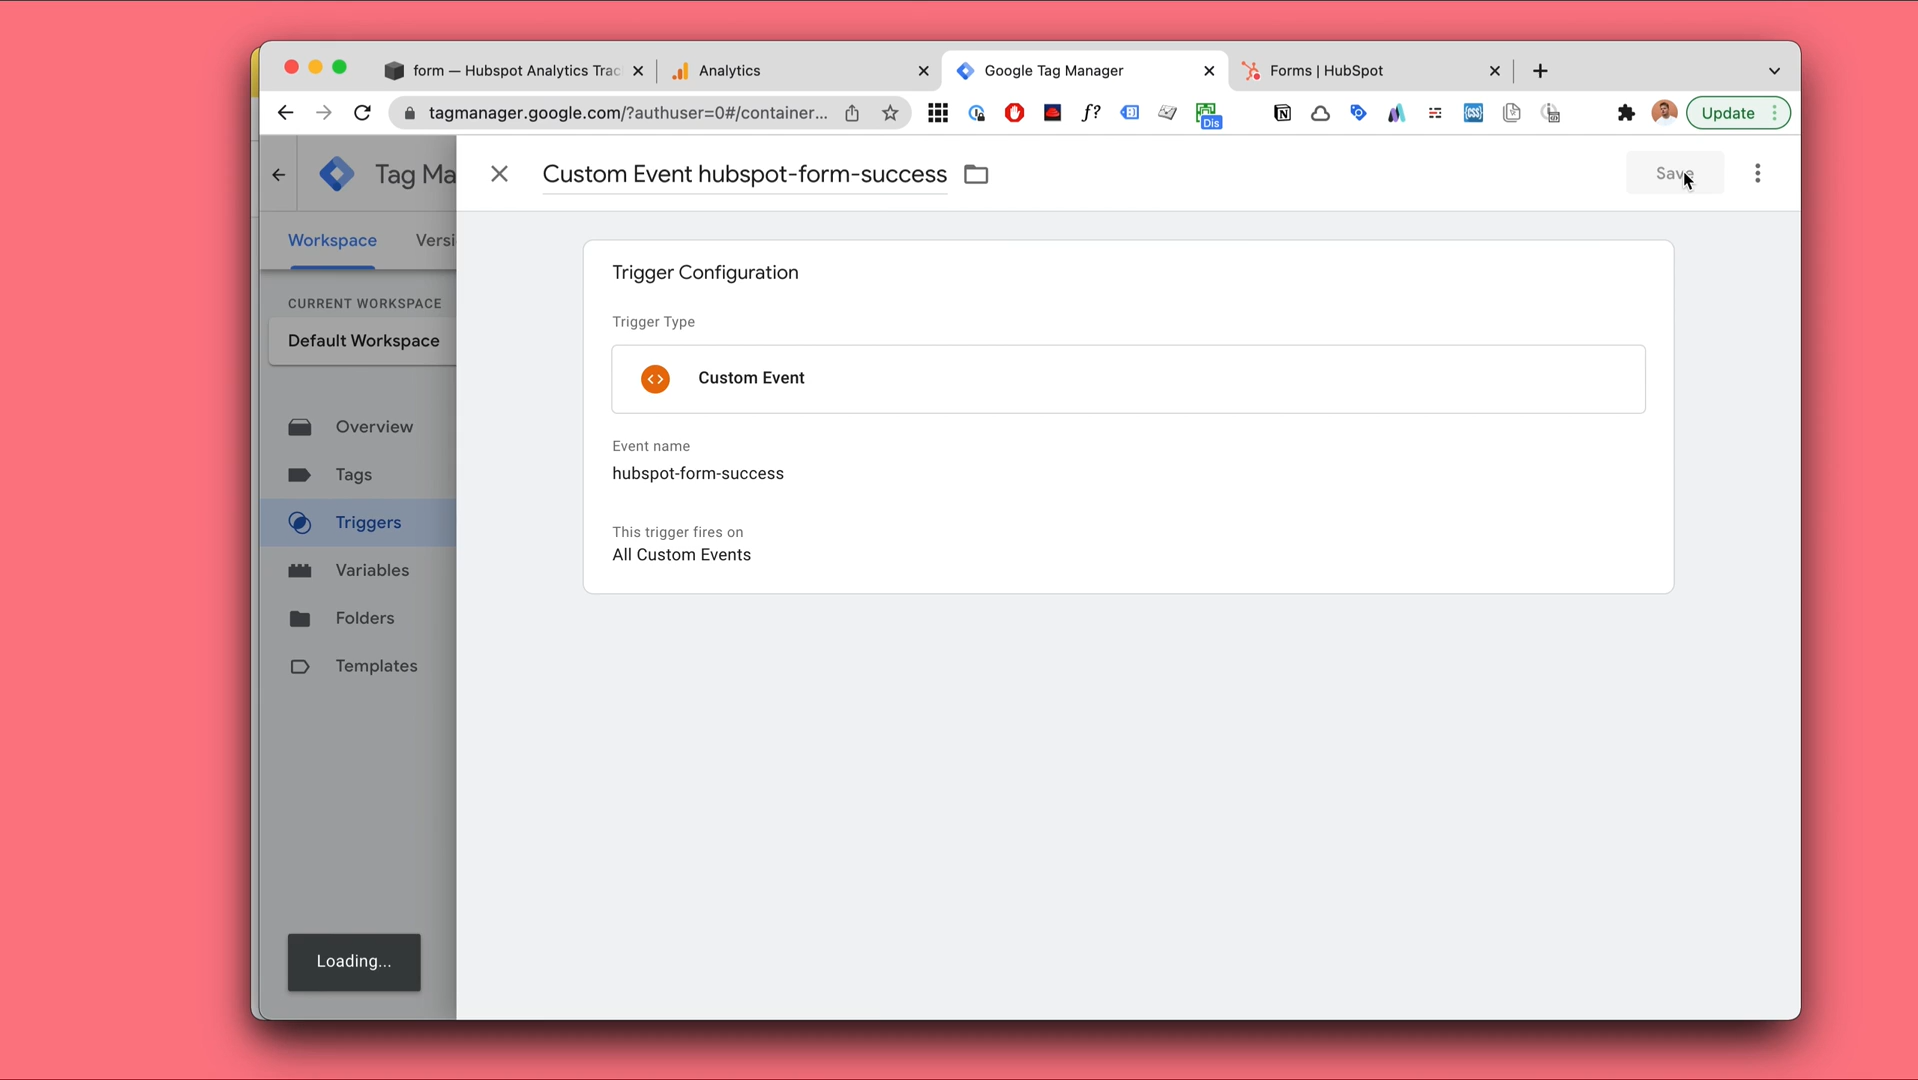 form — Hubspot Analytics Trac
Analytics
Google Tag Manager
Forms | HubSpot
tagmanager.google.com/?authuser=0#/container...
f?
Dis
Update
Tag Ma
Custom Event hubspot-form-success
Save
Workspace
Versi
CURRENT WORKSPACE
Default Workspace
Overview
Tags
Triggers
Variables
Folders
Templates
Loading...
Trigger Configuration
Trigger Type
Custom Event
Event name
hubspot-form-success
This trigger fires on
All Custom Events